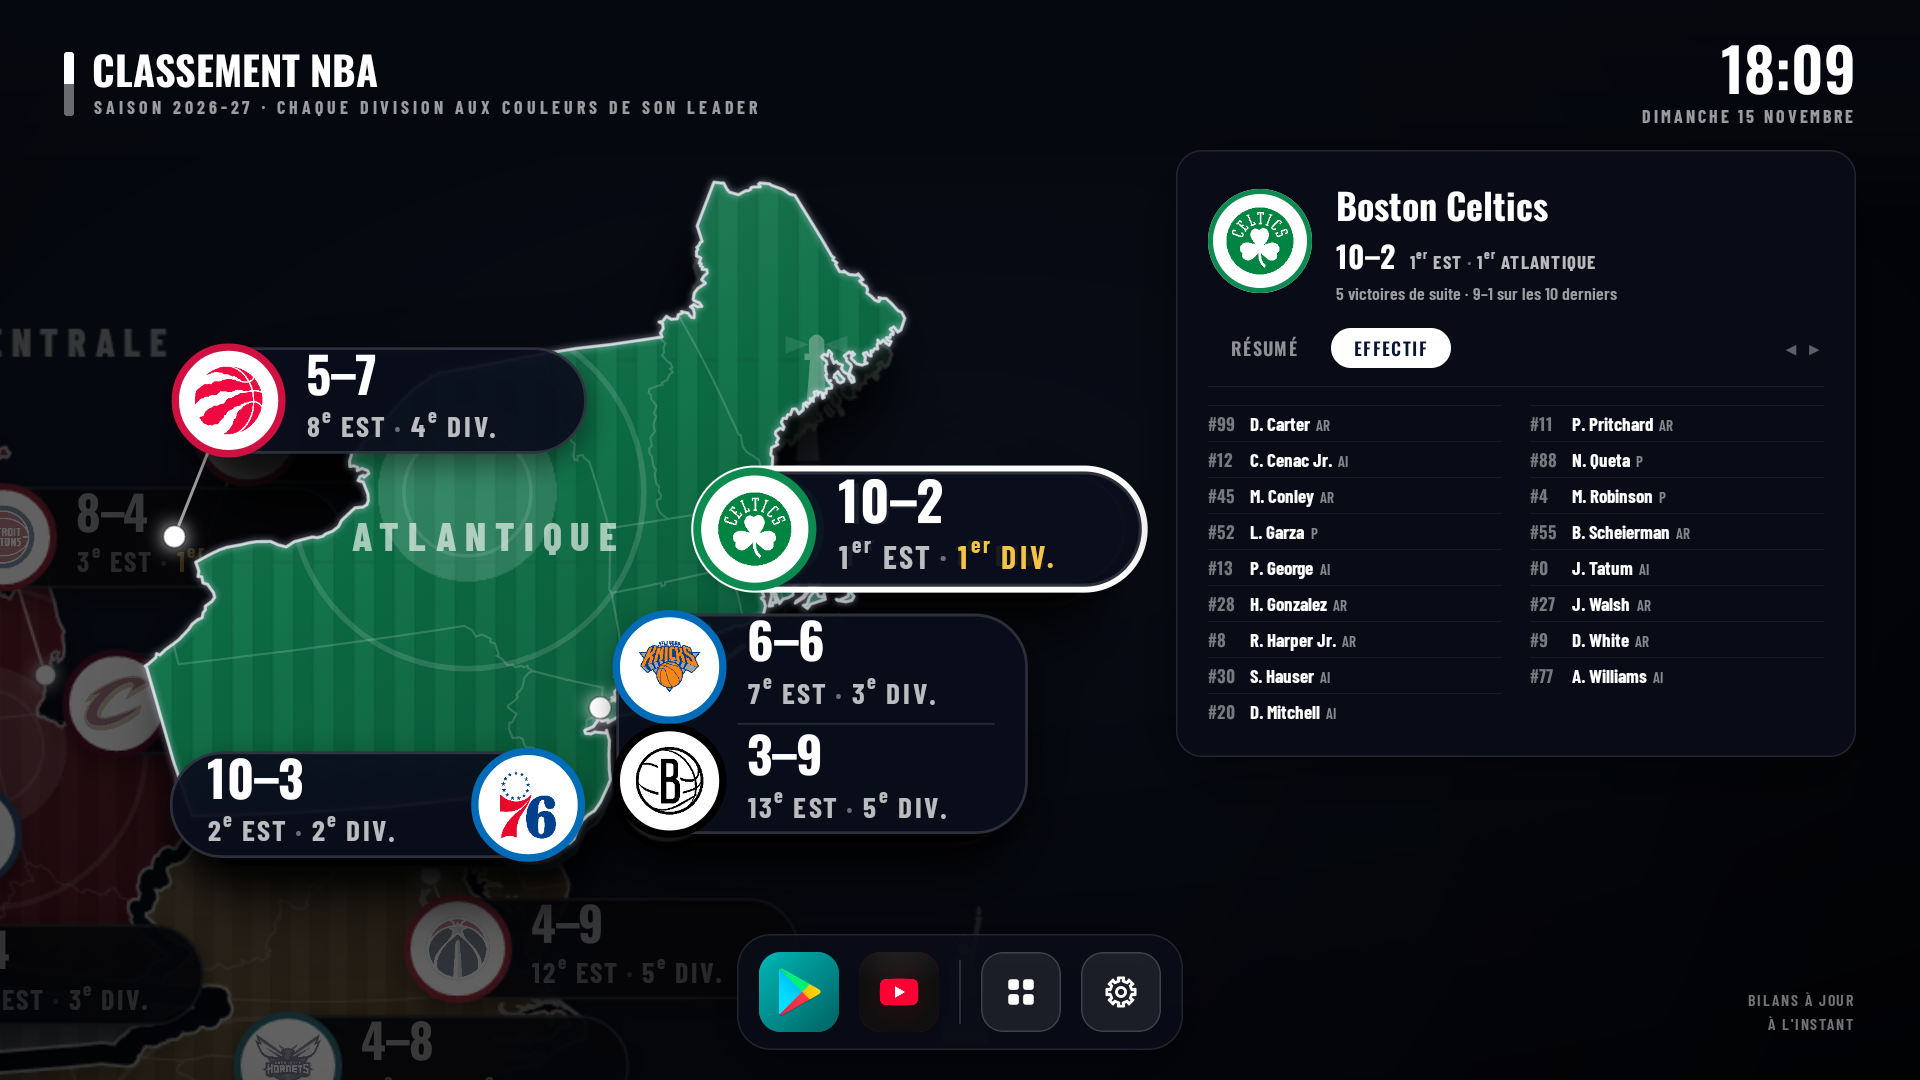 CLASSEMENT NBA
SAISON 2026-27 · CHAQUE DIVISION AUX COULEURS DE SON LEADER
18:09
DIMANCHE 15 NOVEMBRE
ENTRALE
5–7
8e EST · 4e DIV.
8–4
3e EST · 1er
ATLANTIQUE
CELTICS
10–2
1er EST · 1er DIV.
KNICKS
6–6
7e EST · 3e DIV.
B
3–9
13e EST · 5e DIV.
10–3
2e EST · 2e DIV.
76
C
4–9
12e EST · 5e DIV.
EST · 3e DIV.
HORNETS
4–8
CELTICS
Boston Celtics
10–2 1er EST · 1er ATLANTIQUE
5 victoires de suite · 9–1 sur les 10 derniers
RÉSUMÉ
EFFECTIF
#99 D. Carter AR
#12 C. Cenac Jr. AI
#45 M. Conley AR
#52 L. Garza P
#13 P. George AI
#28 H. Gonzalez AR
#8 R. Harper Jr. AR
#30 S. Hauser AI
#20 D. Mitchell AI
#11 P. Pritchard AR
#88 N. Queta P
#4 M. Robinson P
#55 B. Scheierman AR
#0 J. Tatum AI
#27 J. Walsh AR
#9 D. White AR
#77 A. Williams AI
BILANS À JOUR
À L'INSTANT